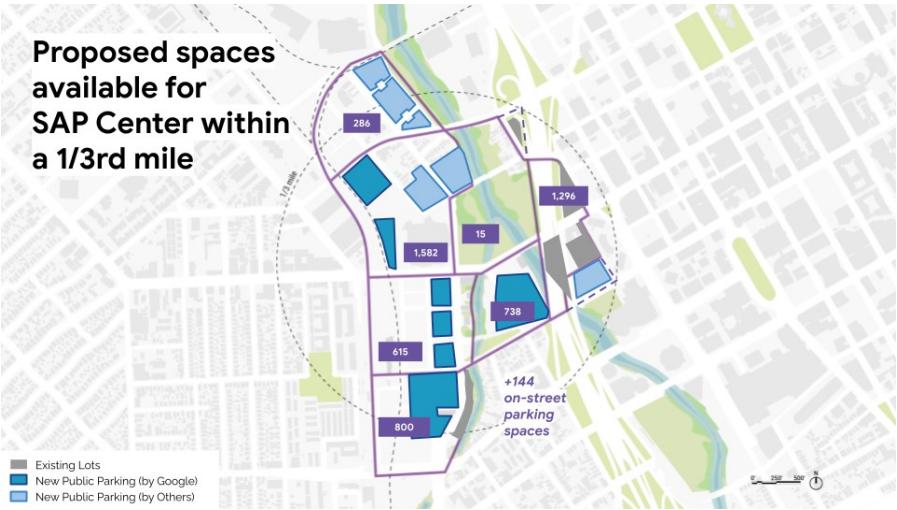 Proposed spaces
available for
SAP Center within
a 1/3rd mile
286
1/3 mile
1,296
15
1,582
738
615
+144
on-street
parking
spaces
800
Existing Lots
New Public Parking (by Google)
New Public Parking (by Others)
0' 250' 500'
N